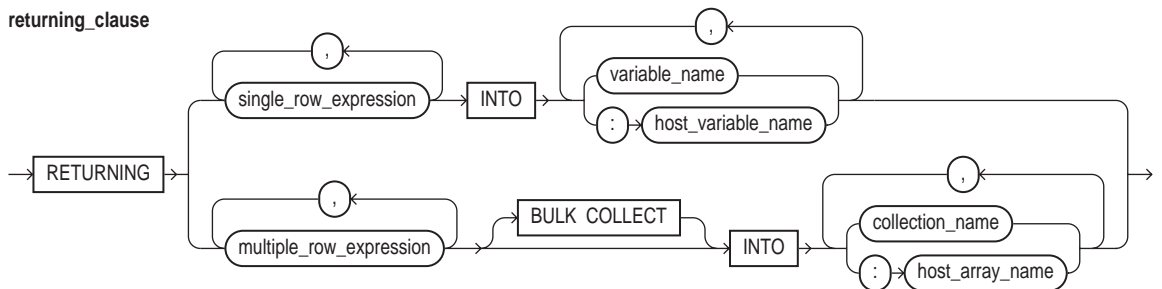 returning_clause
, ,
single_row_expression INTO variable_name
: host_variable_name
RETURNING
, ,
multiple_row_expression BULK COLLECT INTO collection_name
: host_array_name